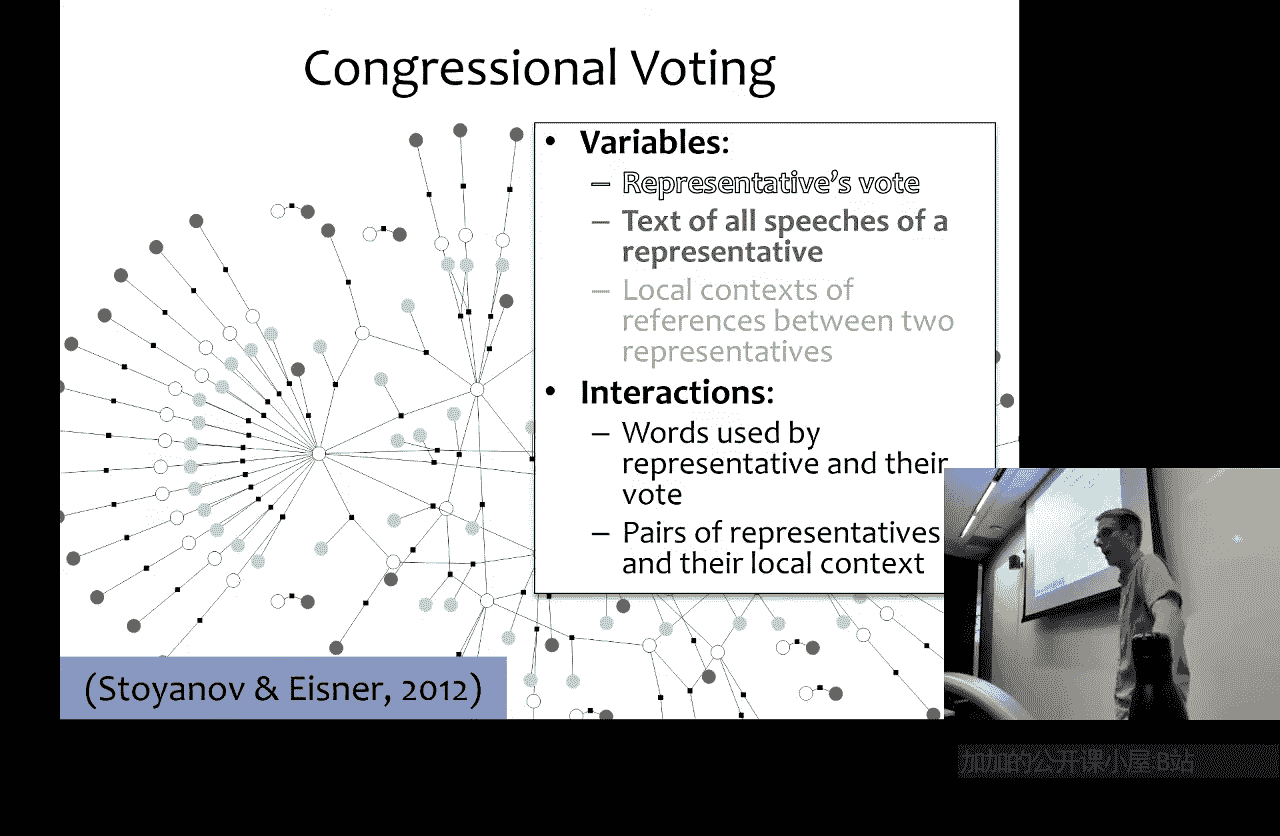 Congressional Voting
• Variables:
– Representative's vote
– Text of all speeches of a
representative
– Local contexts of
references between two
representatives
• Interactions:
– Words used by
representative and their
vote
– Pairs of representatives
and their local context
(Stoyanov & Eisner, 2012)
加加的公开课小屋 B站